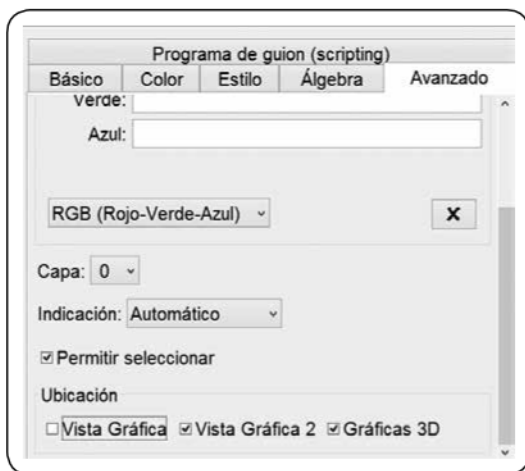 Programa de guion (scripting)
Básico Color Estilo Álgebra Avanzado
Verde:
Azul:
RGB (Rojo-Verde-Azul) X
Capa: 0
Indicación: Automático
Permitir seleccionar
Ubicación
Vista Gráfica Vista Gráfica 2 Gráficas 3D